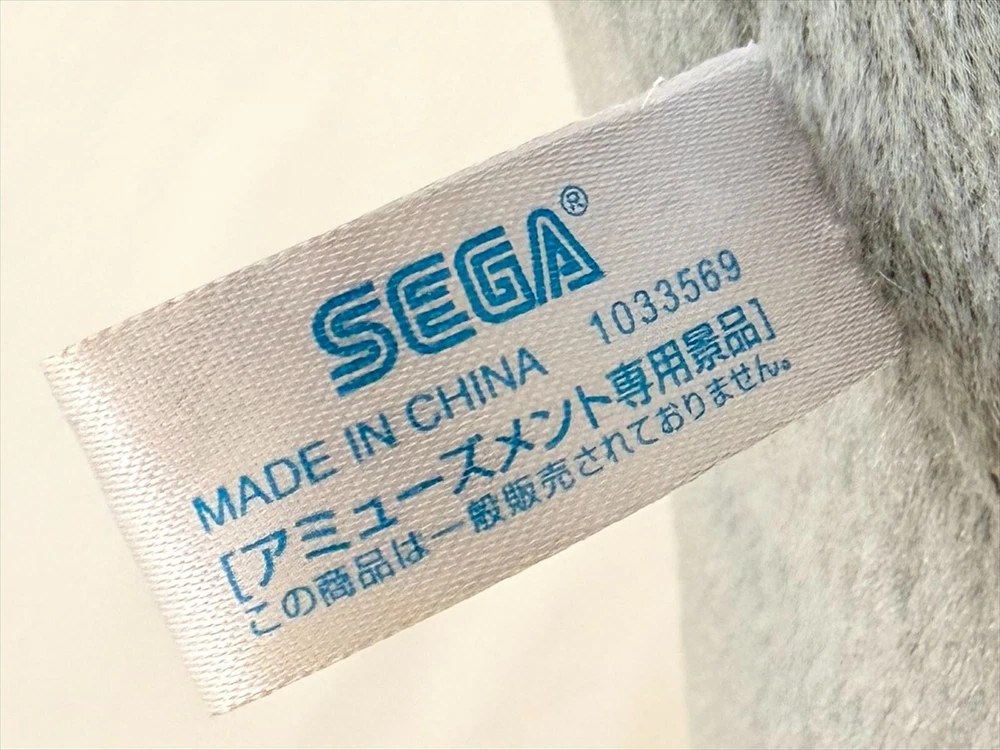 SEGA®
MADE IN CHINA 1033569
[アミューズメント専用景品]
この商品は一般販売されておりません。